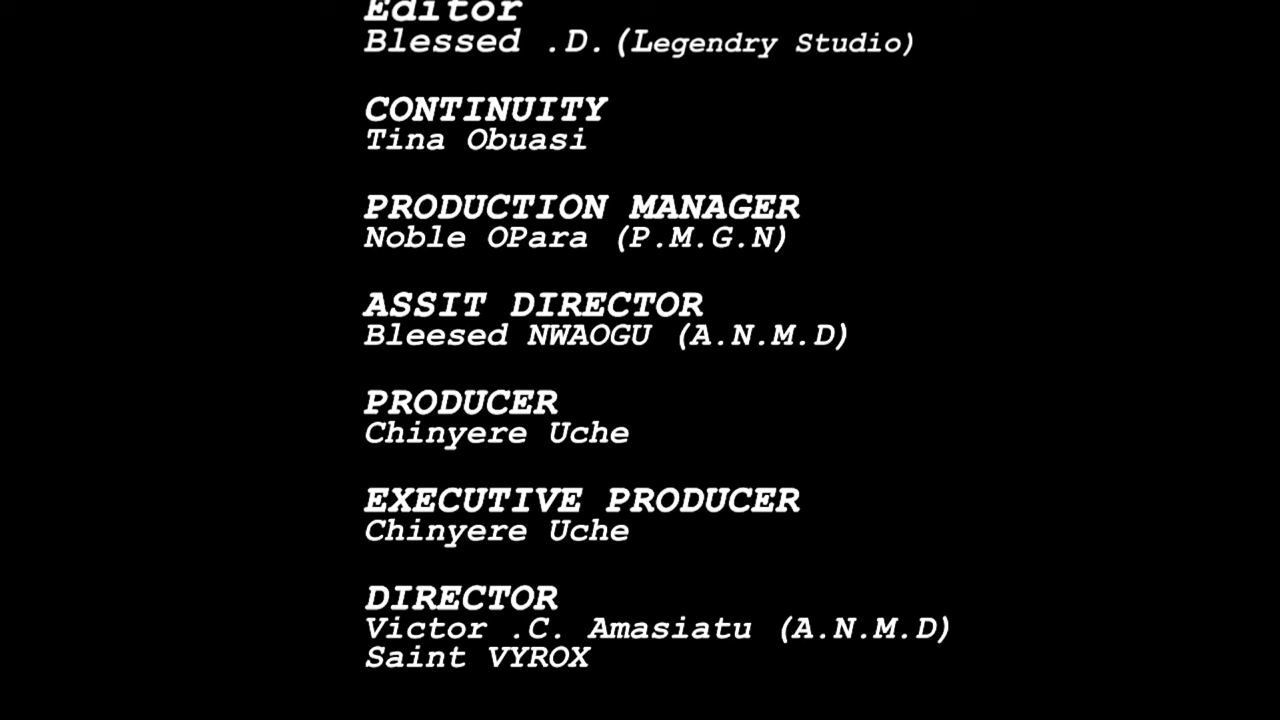 Editor
Blessed .D.(Legendry Studio)
CONTINUITY
Tina Obuasi
PRODUCTION MANAGER
Noble OPara (P.M.G.N)
ASSIT DIRECTOR
Bleesed NWAOGU (A.N.M.D)
PRODUCER
Chinyere Uche
EXECUTIVE PRODUCER
Chinyere Uche
DIRECTOR
Victor .C. Amasiatu (A.N.M.D)
Saint VYROX